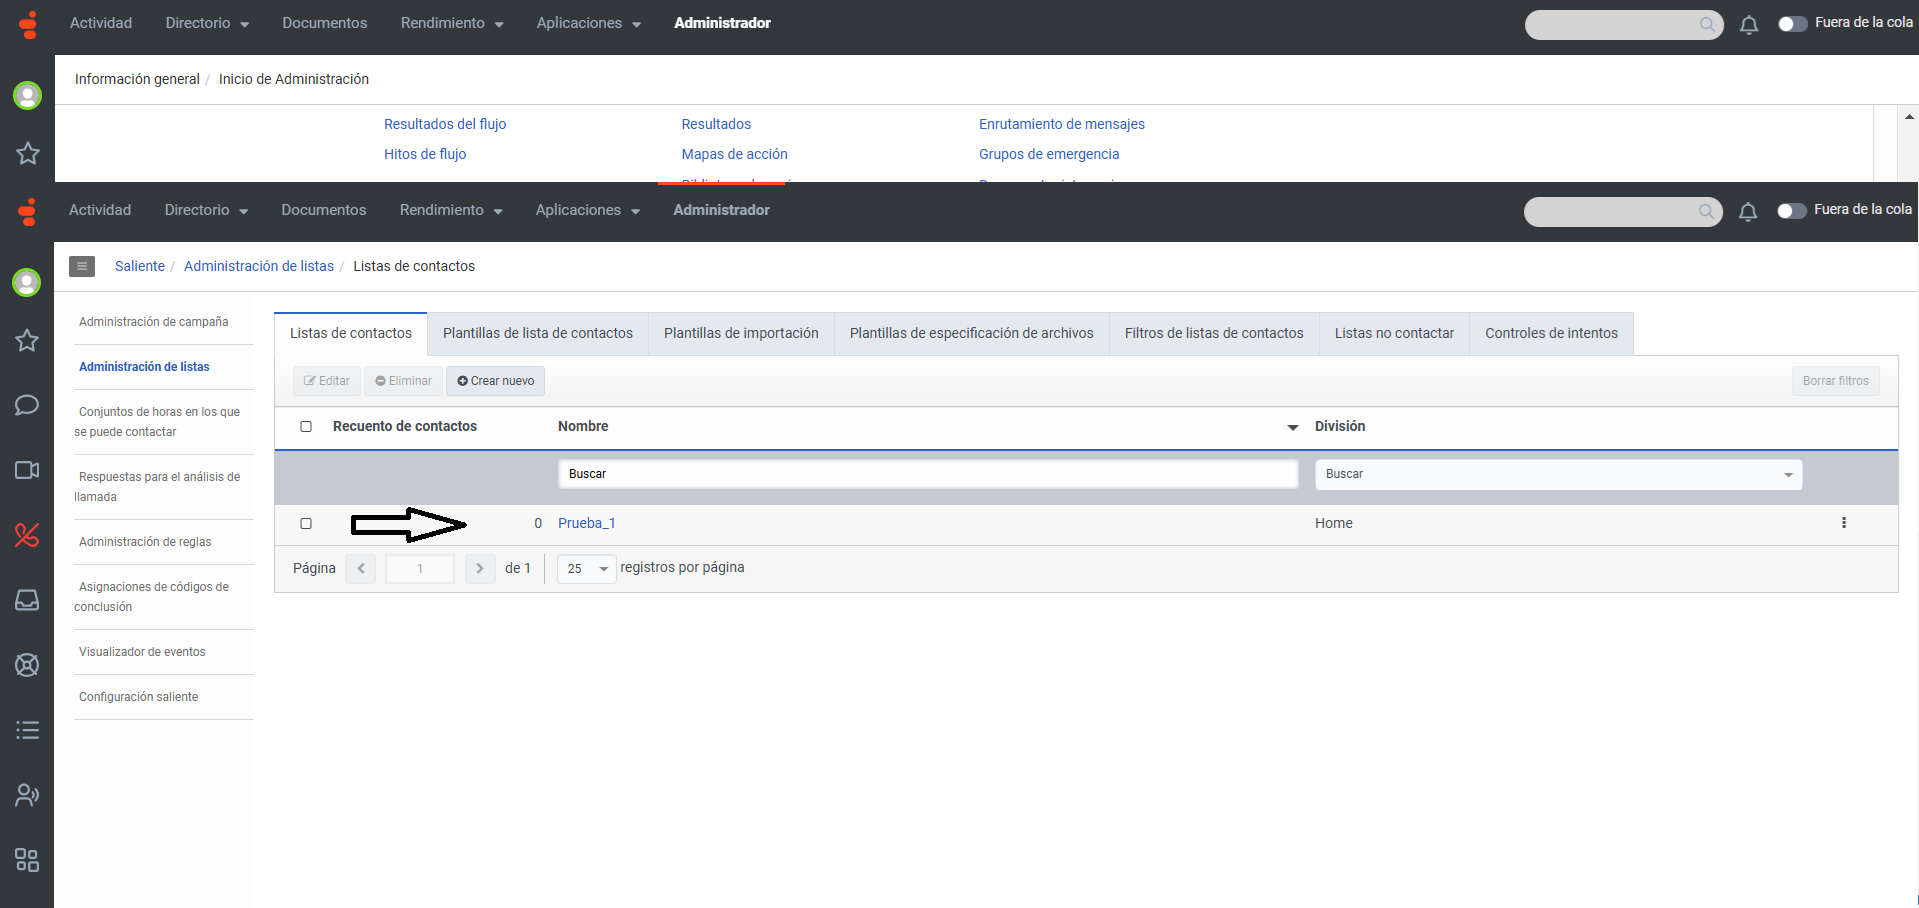 Actividad Directorio Documentos Rendimiento Aplicaciones Administrador Fuera de la cola
Información general / Inicio de Administración
Resultados del flujo Resultados Enrutamiento de mensajes
Hitos de flujo Mapas de acción Grupos de emergencia
Actividad Directorio Documentos Rendimiento Aplicaciones Administrador Fuera de la cola
Saliente / Administración de listas / Listas de contactos
Administración de campaña
Administración de listas
Conjuntos de horas en los que
se puede contactar
Respuestas para el análisis de
llamada
Administración de reglas
Asignaciones de códigos de
conclusión
Visualizador de eventos
Configuración saliente
Listas de contactos Plantillas de lista de contactos Plantillas de importación Plantillas de especificación de archivos Filtros de listas de contactos Listas no contactar Controles de intentos
Editar Eliminar Crear nuevo Borrar filtros
Recuento de contactos Nombre División
Buscar Buscar
0 Prueba_1 Home
Página 1 de 1 25 registros por página